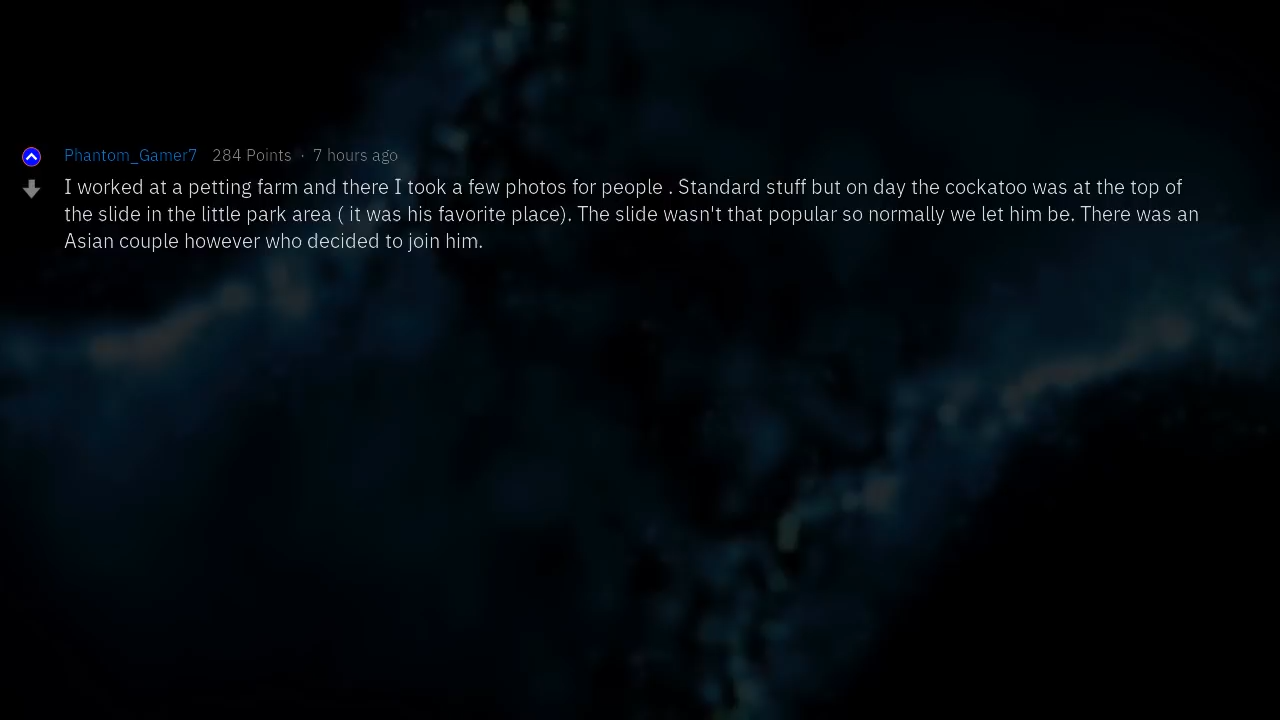 Phantom_Gamer7 284 Points · 7 hours ago
I worked at a petting farm and there I took a few photos for people . Standard stuff but on day the cockatoo was at the top of
the slide in the little park area ( it was his favorite place). The slide wasn't that popular so normally we let him be. There was an
Asian couple however who decided to join him.